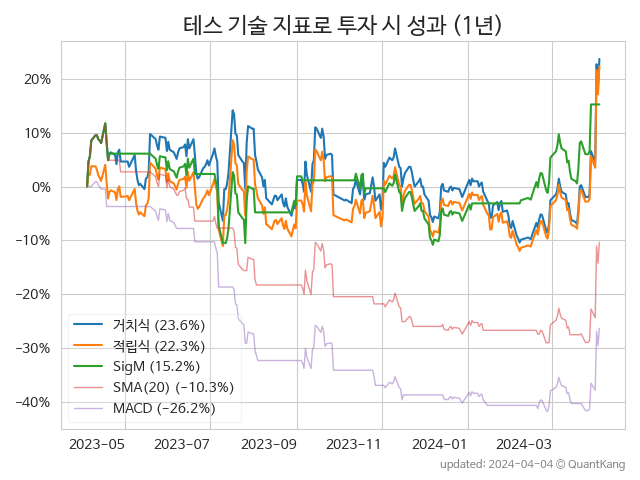 테스 기술 지표로 투자 시 성과 (1년)
20%
10%
0%
−10%
−20%
−30%
−40%
거치식 (23.6%)
적립식 (22.3%)
SigM (15.2%)
SMA(20) (−10.3%)
MACD (−26.2%)
2023−05
2023−07
2023−09
2023−11
2024−01
2024−03
updated: 2024−04−04 © QuantKang